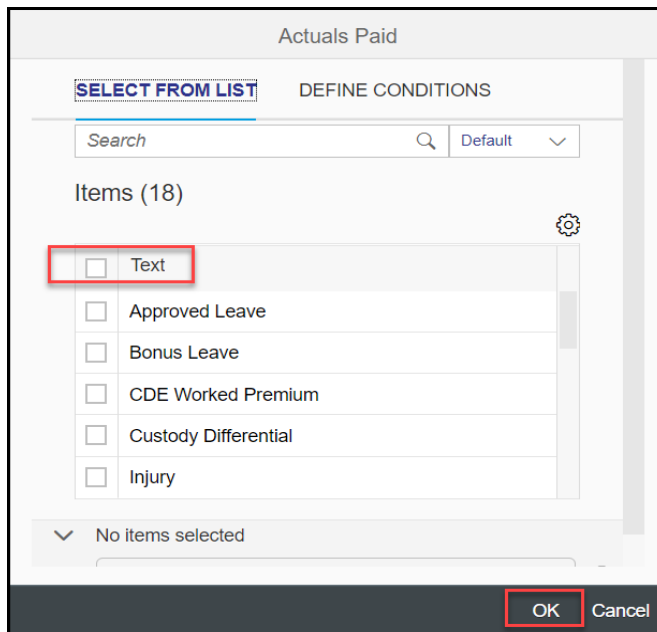 Actuals Paid
SELECT FROM LIST DEFINE CONDITIONS
Search Default
Items (18)
Text
Approved Leave
Bonus Leave
CDE Worked Premium
Custody Differential
Injury
No items selected
OK Cancel